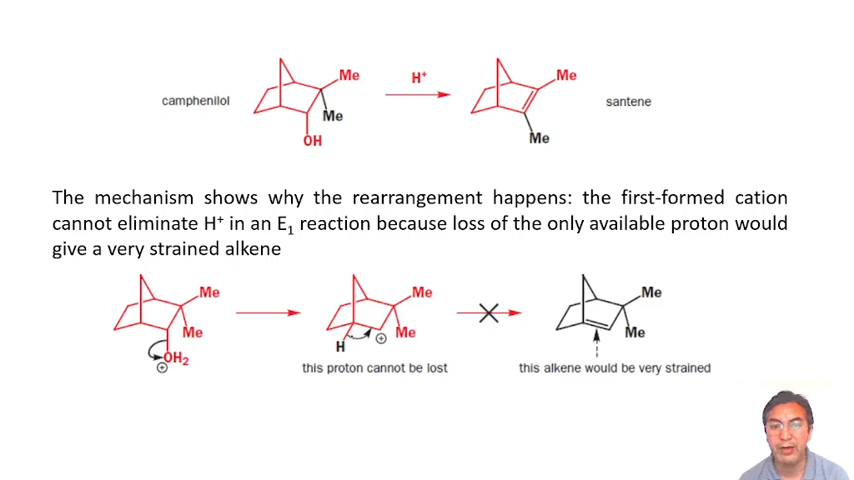 Me
H⁺
Me
camphenilol
santene
Me
OH
Me
The mechanism shows why the rearrangement happens: the first-formed cation
cannot eliminate H⁺ in an E₁ reaction because loss of the only available proton would
give a very strained alkene
Me
Me
Me
Me
Me
Me
OH₂
⊕
H
⊕
this proton cannot be lost
this alkene would be very strained